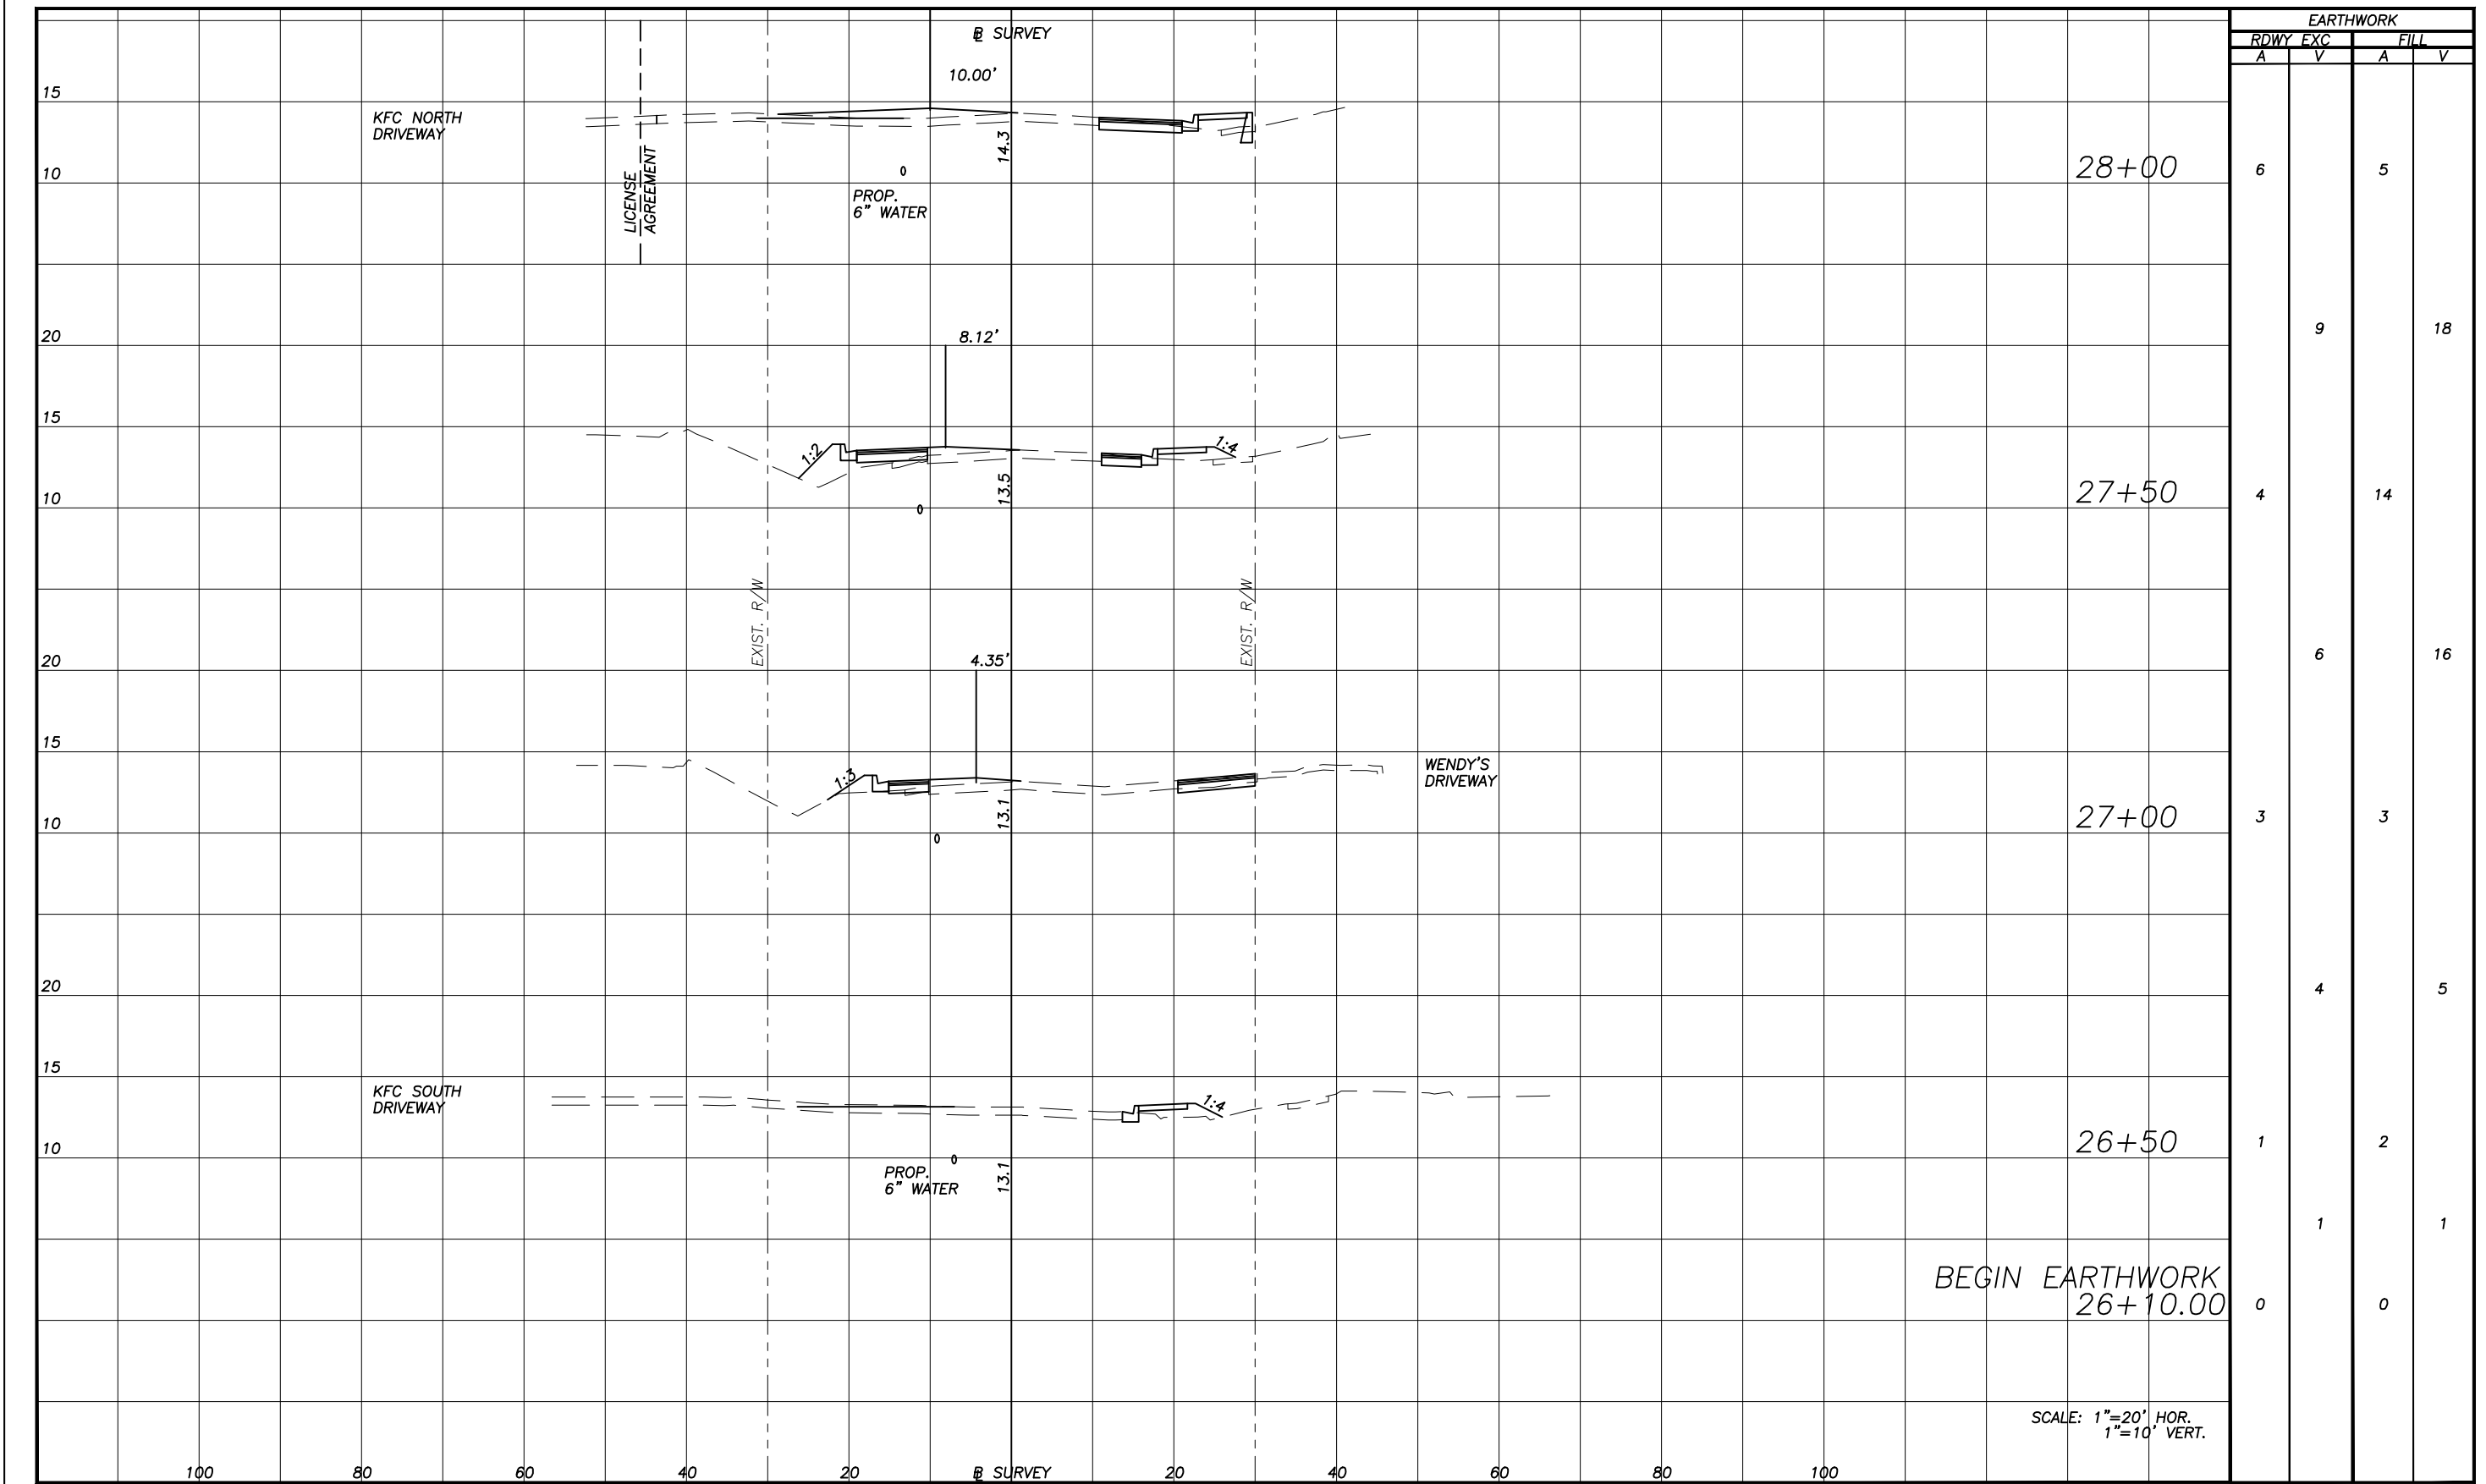 ℄ SURVEY
10.00'
EARTHWORK
RDWY EXC FILL
A V A V
15
KFC NORTH
DRIVEWAY
14.3
LICENSE
AGREEMENT
10
PROP.
6" WATER
28+00 6 5
9 18
20
8.12'
15
1:2
1:4
13.5
10
27+50 4 14
EXIST. R/W
EXIST. R/W
6 16
20
4.35'
15
1:3
WENDY'S
DRIVEWAY
13.1
10
27+00 3 3
20
4 5
15
KFC SOUTH
DRIVEWAY
1:4
10
26+50 1 2
PROP.
6" WATER
13.1
1 1
BEGIN EARTHWORK
26+10.00 0 0
SCALE: 1"=20' HOR.
1"=10' VERT.
100 80 60 40 20 ℄ SURVEY 20 40 60 80 100